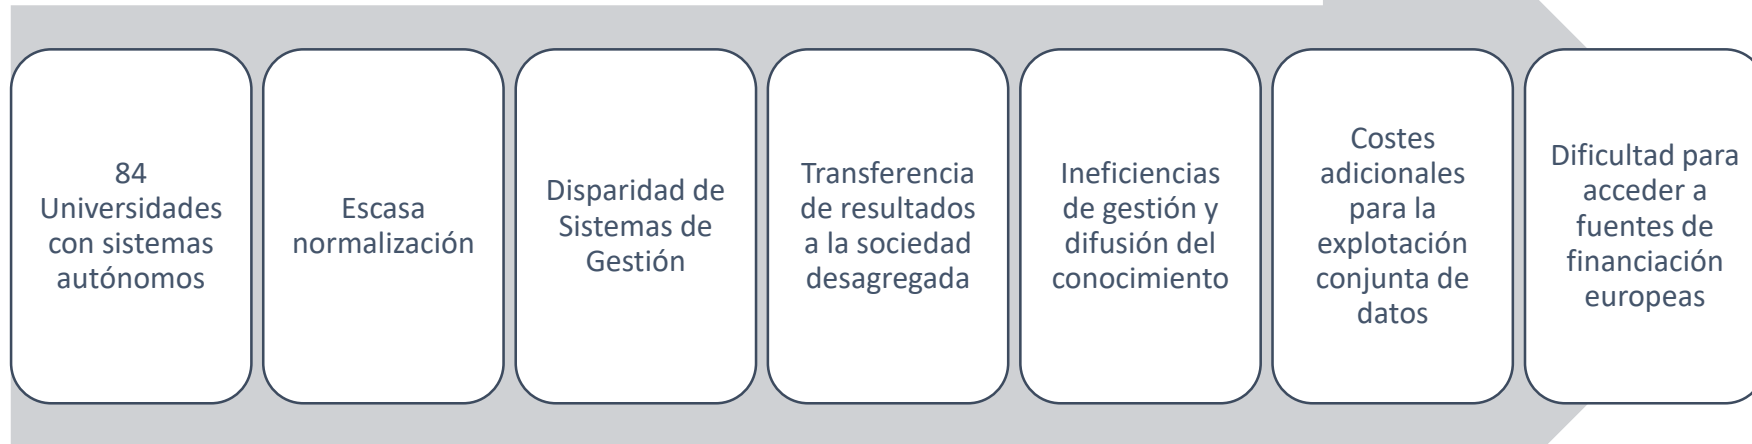 84
Universidades
con sistemas
autónomos
Escasa
normalización
Disparidad de
Sistemas de
Gestión
Transferencia
de resultados
a la sociedad
desagregada
Ineficiencias
de gestión y
difusión del
conocimiento
Costes
adicionales
para la
explotación
conjunta de
datos
Dificultad para
acceder a
fuentes de
financiación
europeas